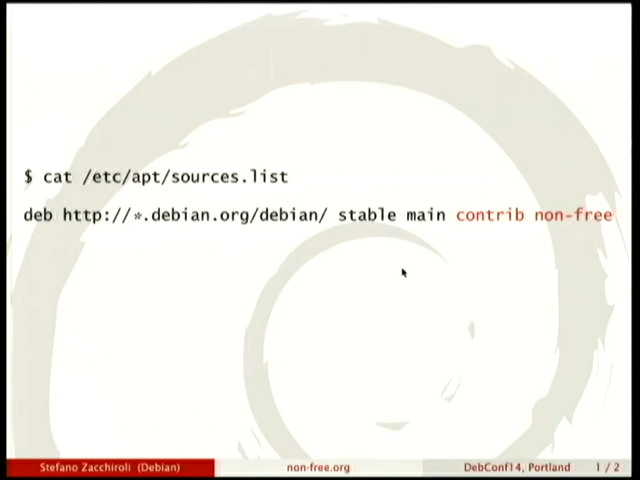 $ cat /etc/apt/sources.list
deb http://*.debian.org/debian/ stable main contrib non-free
Stefano Zacchiroli (Debian) non-free.org DebConf14, Portland 1 / 2